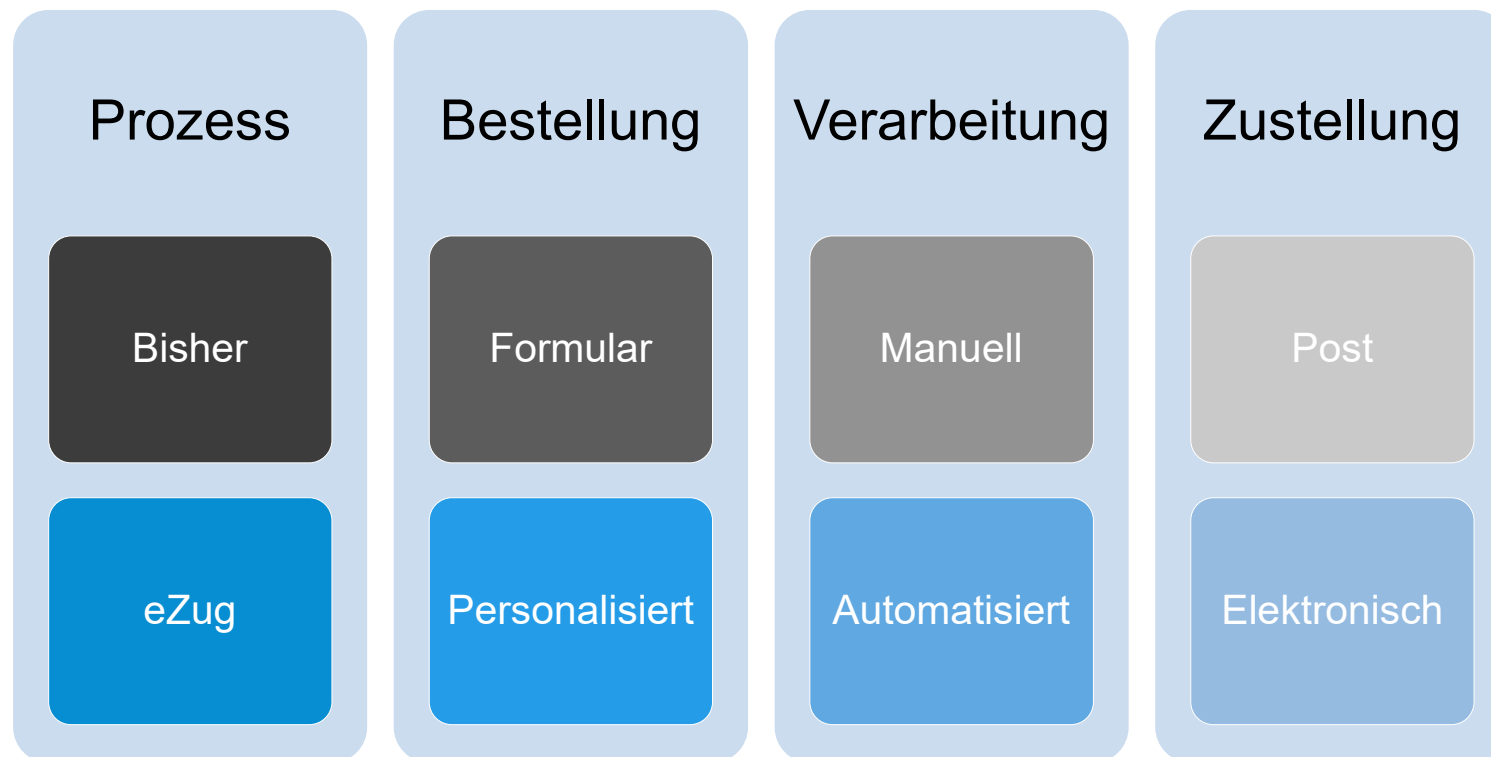 Prozess
Bestellung
Verarbeitung
Zustellung
Bisher
Formular
Manuell
Post
eZug
Personalisiert
Automatisiert
Elektronisch